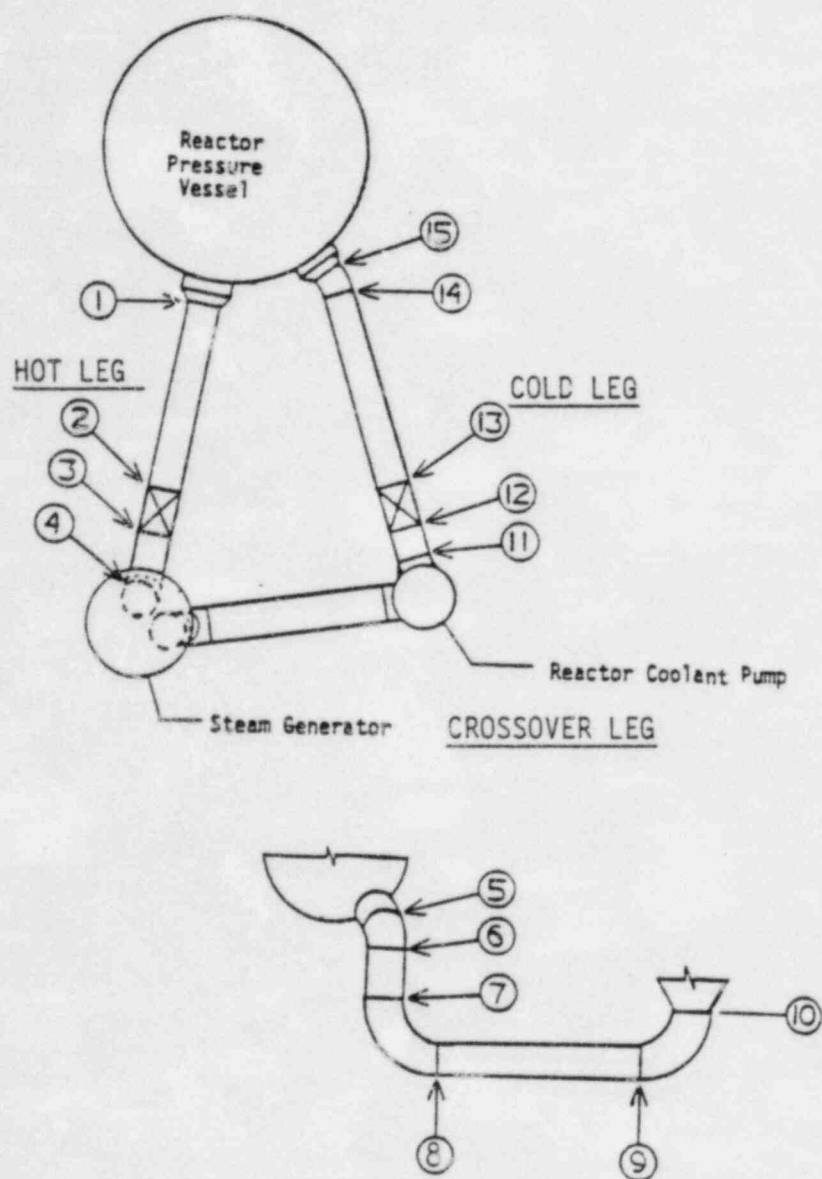 Reactor
Pressure
Vessel
15
14
1
HOT LEG
COLD LEG
2
13
3
12
4
11
Reactor Coolant Pump
Steam Generator
CROSSOVER LEG
5
6
7
10
8
9